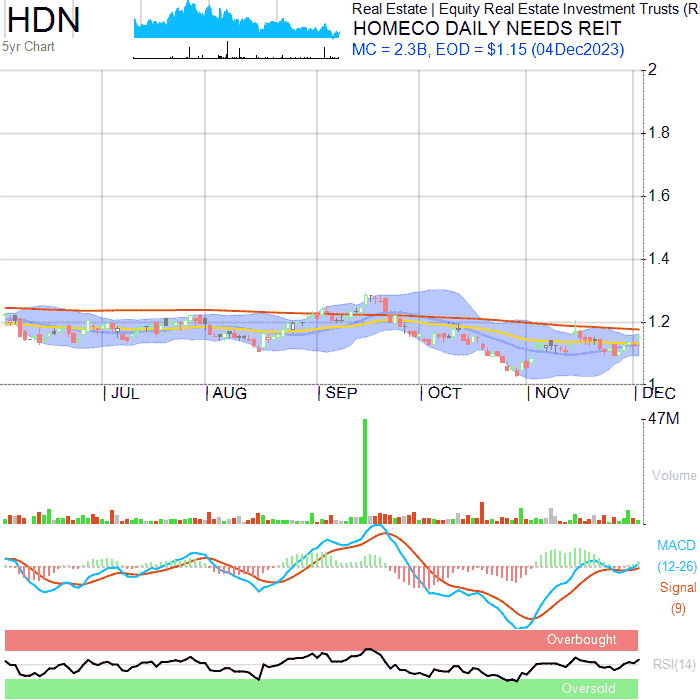 HDN
5yr Chart
Real Estate | Equity Real Estate Investment Trusts (R
HOMECO DAILY NEEDS REIT
MC = 2.3B, EOD = $1.15 (04Dec2023)
2
1.8
1.6
1.4
1.2
1
JUL
AUG
SEP
OCT
NOV
DEC
47M
Volume
MACD
(12-26)
Signal
(9)
Overbought
RSI(14)
Oversold